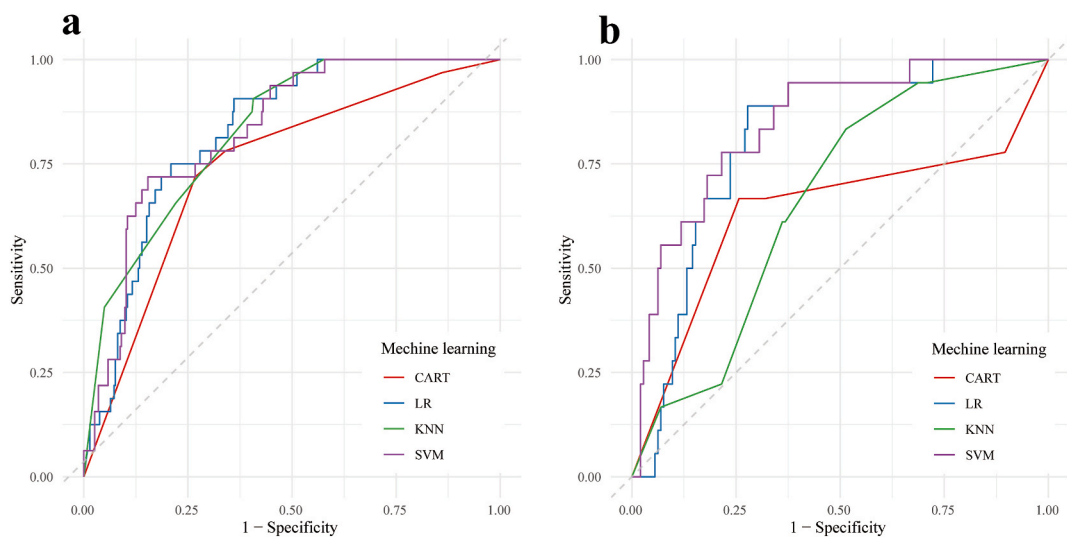 a
1.00
0.75
0.50
0.25
0.00
Sensitivity
0.00 0.25 0.50 0.75 1.00
1 − Specificity
Mechine learning
CART
LR
KNN
SVM
b
1.00
0.75
0.50
0.25
0.00
Sensitivity
0.00 0.25 0.50 0.75 1.00
1 − Specificity
Mechine learning
CART
LR
KNN
SVM